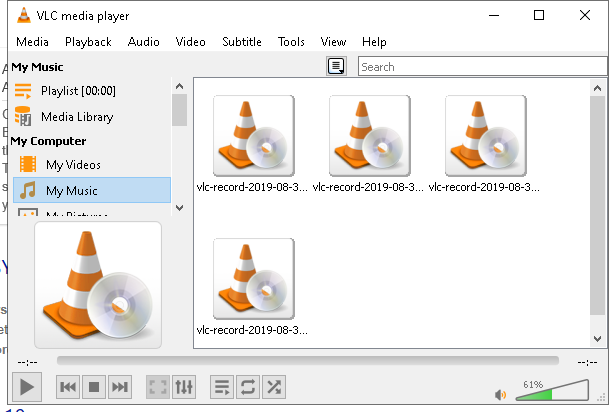 VLC media player
Media Playback Audio Video Subtitle Tools View Help
My Music
Search
Playlist [00:00]
Media Library
My Computer
My Videos
My Music
My Pictures
vlc-record-2019-08-3... vlc-record-2019-08-3... vlc-record-2019-08-3...
vlc-record-2019-08-3...
--:-- --:--
61%